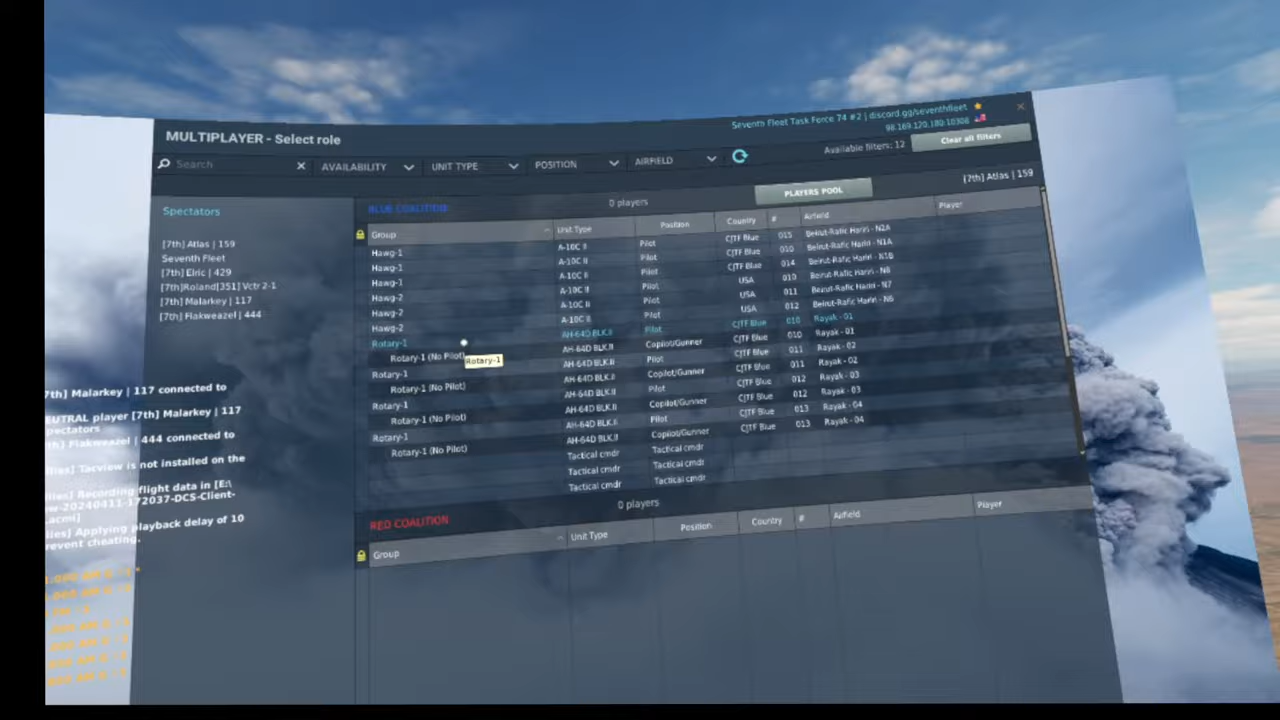 Seventh Fleet Task Force 74 #2 | discord.gg/seventhfleet
98.169.120.180:10308
MULTIPLAYER - Select role
Search
AVAILABILITY
UNIT TYPE
POSITION
AIRFIELD
Available filters: 12
Clear all filters
Spectators
[7th] Atlas | 159
Seventh Fleet
[7th] Elric | 429
[7th]Roland[351] Vctr 2-1
[7th] Malarkey | 117
[7th] Flakweazel | 444
BLUE COALITION
0 players
PLAYERS POOL
[7th] Atlas | 159
Group Unit Type Position Country # Airfield Player
Hawg-1 A-10C II Pilot CJTF Blue 015 Beirut-Rafic Hariri - N2A
Hawg-1 A-10C II Pilot CJTF Blue 010 Beirut-Rafic Hariri - N1A
Hawg-1 A-10C II Pilot CJTF Blue 014 Beirut-Rafic Hariri - N1B
Hawg-2 A-10C II Pilot USA 010 Beirut-Rafic Hariri - N8
Hawg-2 A-10C II Pilot USA 011 Beirut-Rafic Hariri - N7
Hawg-2 A-10C II Pilot USA 012 Beirut-Rafic Hariri - N6
Rotary-1 AH-64D BLK.II Pilot CJTF Blue 010 Rayak - 01
Rotary-1 (No Pilot) AH-64D BLK.II Copilot/Gunner CJTF Blue 010 Rayak - 01
Rotary-1
Rotary-1 AH-64D BLK.II Pilot CJTF Blue 011 Rayak - 02
Rotary-1 (No Pilot) AH-64D BLK.II Copilot/Gunner CJTF Blue 011 Rayak - 02
Rotary-1 AH-64D BLK.II Pilot CJTF Blue 012 Rayak - 03
Rotary-1 (No Pilot) AH-64D BLK.II Copilot/Gunner CJTF Blue 012 Rayak - 03
Rotary-1 AH-64D BLK.II Pilot CJTF Blue 013 Rayak - 04
Rotary-1 (No Pilot) AH-64D BLK.II Copilot/Gunner CJTF Blue 013 Rayak - 04
Tactical cmdr Tactical cmdr
Tactical cmdr Tactical cmdr
Tactical cmdr Tactical cmdr
RED COALITION
0 players
Group Unit Type Position Country # Airfield Player
7th] Malarkey | 117 connected to
EUTRAL player [7th] Malarkey | 117
pectators
Flakweazel | 444 connected to
Tacview is not installed on the
Recording flight data in [E:\
w-20240411-172037-DCS-Client-
.acmi]
Applying playback delay of 10
revent cheating.